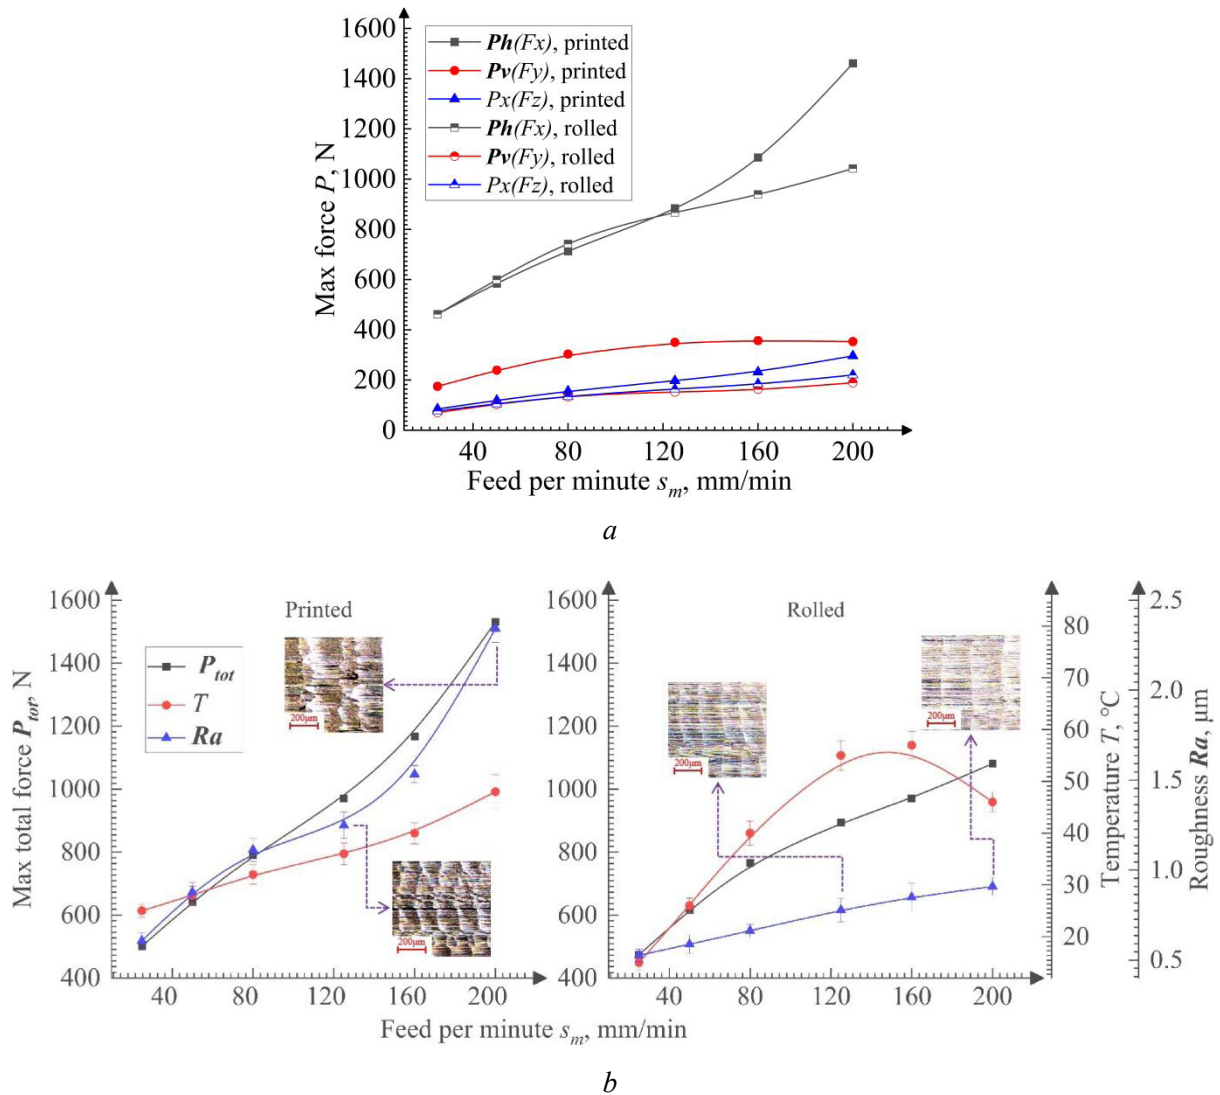 1600
1400
1200
1000
800
600
400
200
0
Max force P, N
Ph(Fx), printed
Pv(Fy), printed
Px(Fz), printed
Ph(Fx), rolled
Pv(Fy), rolled
Px(Fz), rolled
40 80 120 160 200
Feed per minute sm, mm/min
a
1600
1400
1200
1000
800
600
400
Max total force Ptot, N
Printed
Ptot
T
Ra
200μm
200μm
40 80 120 160 200
1600
1400
1200
1000
800
600
400
Rolled
200μm
200μm
40 80 120 160 200
80
70
60
50
40
30
20
Temperature T, °C
2.5
2.0
1.5
1.0
0.5
Roughness Ra, μm
Feed per minute sm, mm/min
b